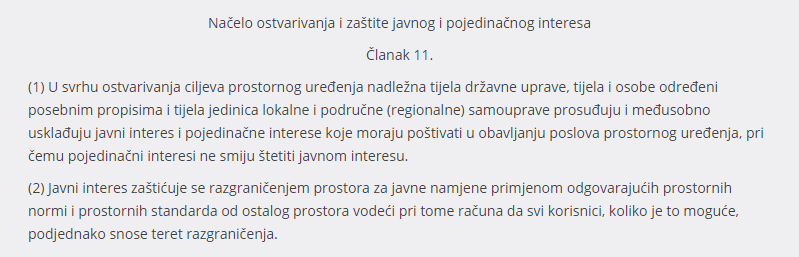 Načelo ostvarivanja i zaštite javnog i pojedinačnog interesa
Članak 11.
(1) U svrhu ostvarivanja ciljeva prostornog uređenja nadležna tijela državne uprave, tijela i osobe određeni
posebnim propisima i tijela jedinica lokalne i područne (regionalne) samouprave prosuđuju i međusobno
usklađuju javni interes i pojedinačne interese koje moraju poštivati u obavljanju poslova prostornog uređenja, pri
čemu pojedinačni interesi ne smiju štetiti javnom interesu.
(2) Javni interes zaštićuje se razgraničenjem prostora za javne namjene primjenom odgovarajućih prostornih
normi i prostornih standarda od ostalog prostora vodeći pri tome računa da svi korisnici, koliko je to moguće,
podjednako snose teret razgraničenja.